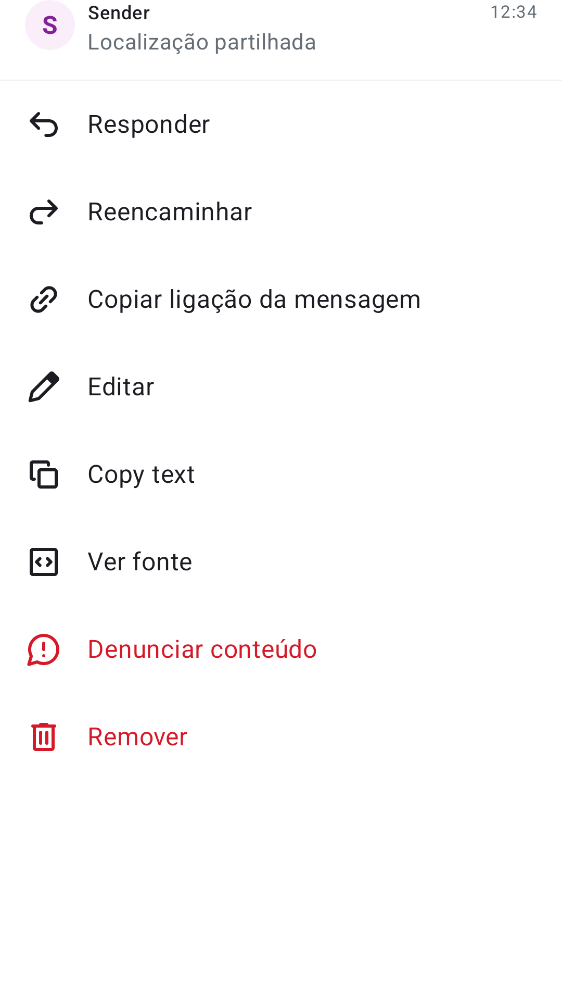 S
Sender
12:34
Localização partilhada
Responder
Reencaminhar
Copiar ligação da mensagem
Editar
Copy text
Ver fonte
Denunciar conteúdo
Remover